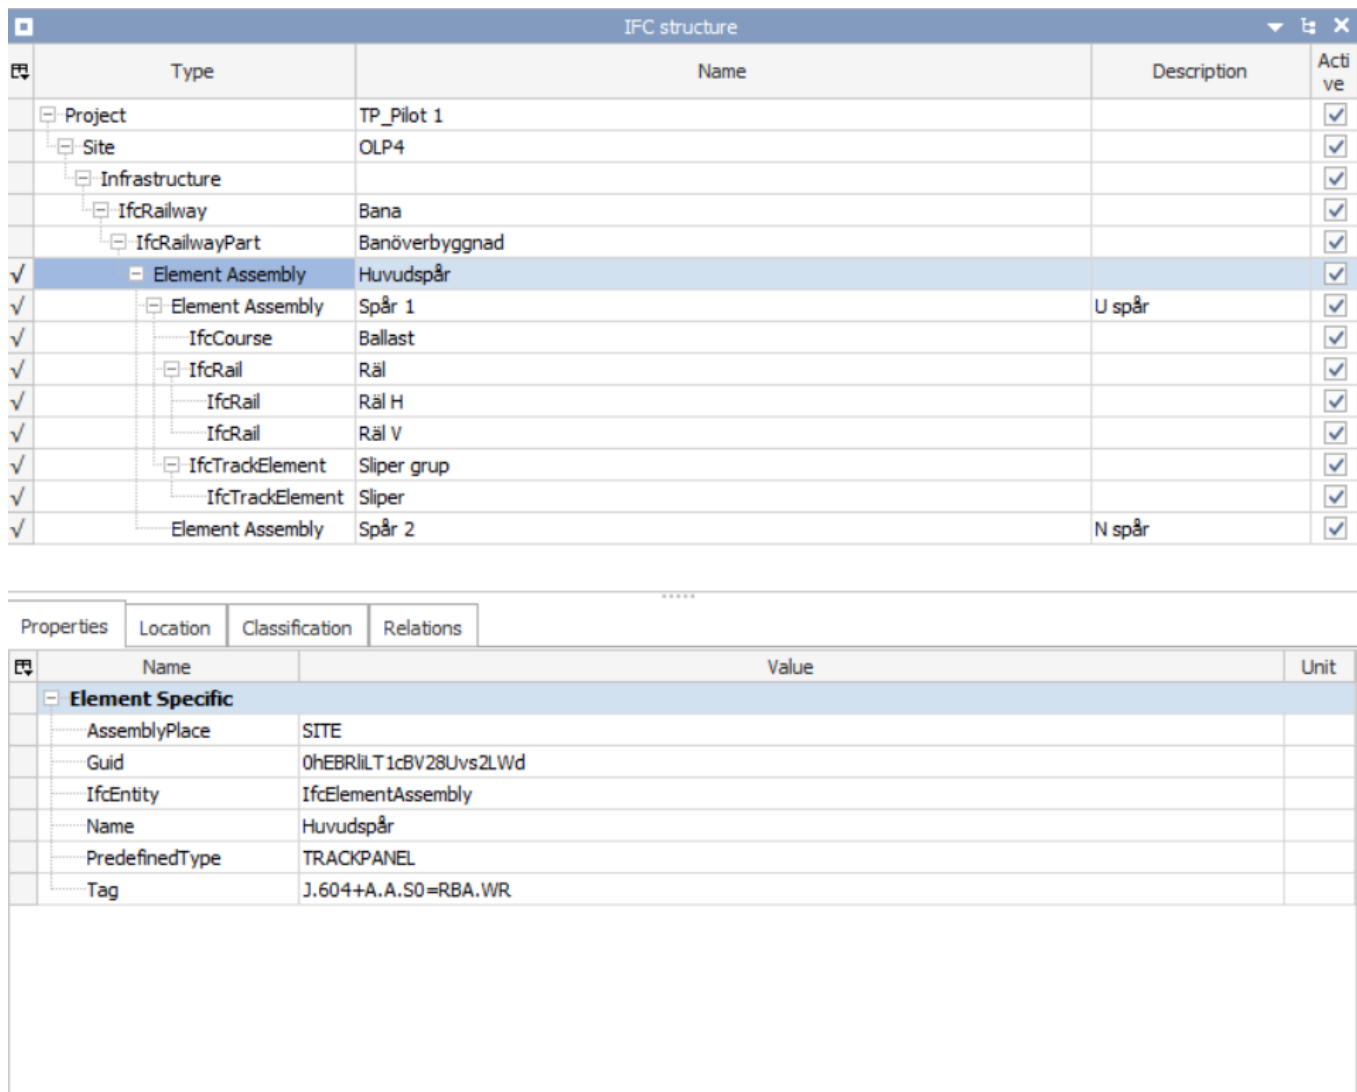 IFC structure
Type Name Description Acti
ve
Project TP_Pilot 1
Site OLP4
Infrastructure
IfcRailway Bana
IfcRailwayPart Banöverbyggnad
√ Element Assembly Huvudspår
√ Element Assembly Spår 1 U spår
√ IfcCourse Ballast
√ IfcRail Räl
√ IfcRail Räl H
√ IfcRail Räl V
√ IfcTrackElement Sliper grup
√ IfcTrackElement Sliper
√ Element Assembly Spår 2 N spår
Properties Location Classification Relations
Name Value Unit
Element Specific
AssemblyPlace SITE
Guid 0hEBRliLT1cBV28Uvs2LWd
IfcEntity IfcElementAssembly
Name Huvudspår
PredefinedType TRACKPANEL
Tag J.604+A.A.S0=RBA.WR